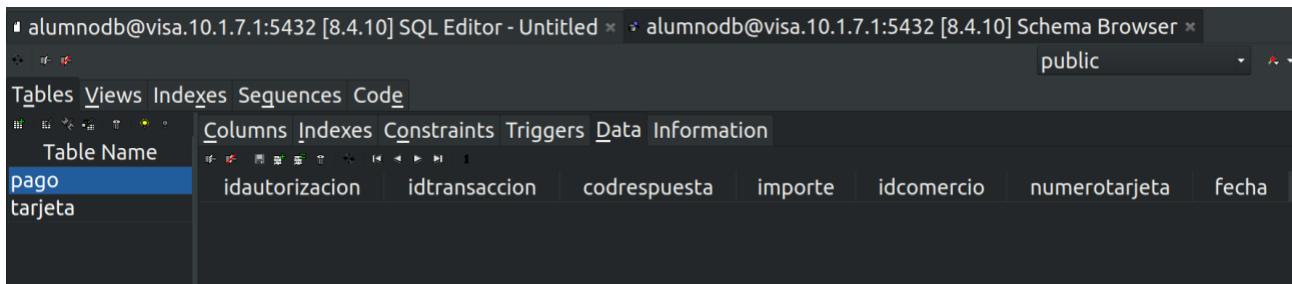 alumnodb@visa.10.1.7.1:5432 [8.4.10] SQL Editor - Untitled × alumnodb@visa.10.1.7.1:5432 [8.4.10] Schema Browser ×
public
Tables Views Indexes Sequences Code
Columns Indexes Constraints Triggers Data Information
Table Name
pago
tarjeta
idautorizacion idtransaccion codrespuesta importe idcomercio numerotarjeta fecha